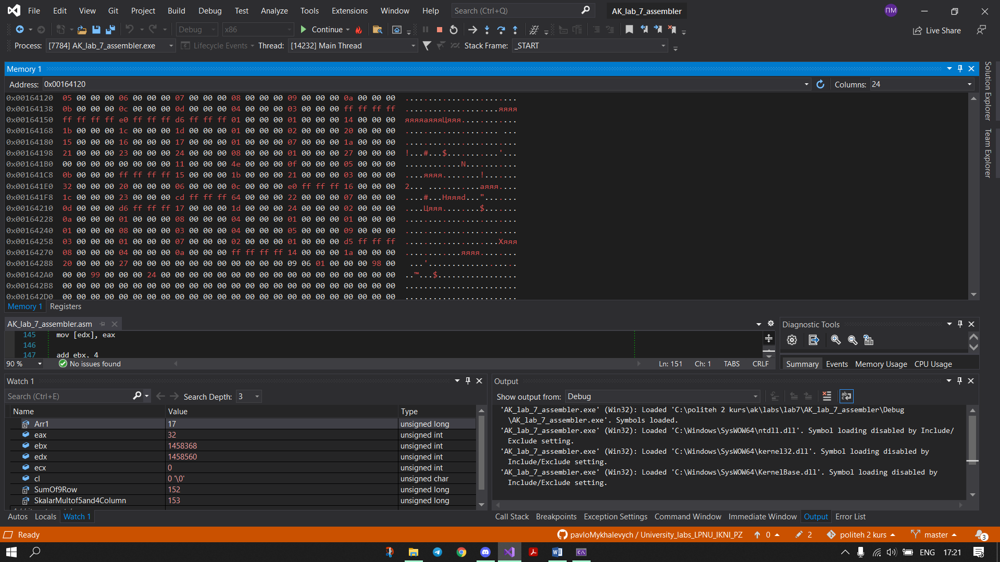 File Edit View Git Project Build Debug Test Analyze Tools Extensions Window Help Search (Ctrl+Q) AK_lab_7_assembler ПМ
Debug x86 Continue Live Share
Process: [7784] AK_lab_7_assembler.exe Lifecycle Events Thread: [14232] Main Thread Stack Frame: _START
Memory 1
Address: 0x00164120 Columns: 24
0x00164120 05 00 00 00 06 00 00 00 07 00 00 00 08 00 00 00 09 00 00 00 0a 00 00 00 ........................
0x00164138 0b 00 00 00 0c 00 00 00 0d 00 00 00 04 00 00 00 03 00 00 00 ff ff ff ff ....................яяяя
0x00164150 ff ff ff ff e0 ff ff ff d6 ff ff ff 01 00 00 00 01 00 00 00 14 00 00 00 яяяяаяяяЦяяя............
0x00164168 1b 00 00 00 1c 00 00 00 1d 00 00 00 01 00 00 00 02 00 00 00 20 00 00 00 .................... ...
0x00164180 15 00 00 00 16 00 00 00 17 00 00 00 01 00 00 00 07 00 00 00 1a 00 00 00 ........................
0x00164198 21 00 00 00 23 00 00 00 24 00 00 00 08 00 00 00 01 00 00 00 27 00 00 00 !...#...$...........'...
0x001641B0 00 00 00 00 00 00 00 00 11 00 00 00 4e 00 00 00 0f 00 00 00 05 00 00 00 ............N...........
0x001641C8 0b 00 00 00 ff ff ff ff 15 00 00 00 1b 00 00 00 21 00 00 00 03 00 00 00 ....яяяя........!.......
0x001641E0 32 00 00 00 20 00 00 00 06 00 00 00 0c 00 00 00 e0 ff ff ff 16 00 00 00 2... ...........аяяя....
0x001641F8 1c 00 00 00 23 00 00 00 cd ff ff ff 64 00 00 00 22 00 00 00 07 00 00 00 ....#...Няяяd...".......
0x00164210 0d 00 00 00 d6 ff ff ff 17 00 00 00 1d 00 00 00 24 00 00 00 02 00 00 00 ....Цяяя........$.......
0x00164228 0a 00 00 00 01 00 00 00 08 00 00 00 04 00 00 00 01 00 00 00 01 00 00 00 ........................
0x00164240 01 00 00 00 08 00 00 00 03 00 00 00 04 00 00 00 05 00 00 00 09 00 00 00 ........................
0x00164258 03 00 00 00 01 00 00 00 07 00 00 00 02 00 00 00 01 00 00 00 d5 ff ff ff ....................Хяяя
0x00164270 08 00 00 00 04 00 00 00 0a 00 00 00 ff ff ff ff 14 00 00 00 1a 00 00 00 ............яяяя........
0x00164288 20 00 00 00 27 00 00 00 00 00 00 00 00 00 00 00 09 06 01 00 00 00 98 00  ...'...................
0x001642A0 00 00 99 00 00 00 24 00 00 00 00 00 00 00 00 00 00 00 00 00 00 00 00 00 ..™...$.................
0x001642B8 00 00 00 00 00 00 00 00 00 00 00 00 00 00 00 00 00 00 00 00 00 00 00 00 ........................
0x001642D0 00 00 00 00 00 00 00 00 00 00 00 00 00 00 00 00 00 00 00 00 00 00 00 00 ........................
Memory 1 Registers
AK_lab_7_assembler.asm
145 mov [edx], eax
146
147 add ebx, 4
90 % No issues found Ln: 151 Ch: 1 TABS CRLF
Diagnostic Tools
Summary Events Memory Usage CPU Usage
Watch 1
Search (Ctrl+E) Search Depth: 3
Name Value Type
Arr1 17 unsigned long
eax 32 unsigned int
ebx 1458368 unsigned int
edx 1458560 unsigned int
ecx 0 unsigned int
cl 0 '\0' unsigned char
SumOf9Row 152 unsigned long
SkalarMultof5and4Column 153 unsigned long
Autos Locals Watch 1
Output
Show output from: Debug
'AK_lab_7_assembler.exe' (Win32): Loaded 'C:\politeh 2 kurs\ak\labs\lab7\AK_lab_7_assembler\Debug
\AK_lab_7_assembler.exe'. Symbols loaded.
'AK_lab_7_assembler.exe' (Win32): Loaded 'C:\Windows\SysWOW64\ntdll.dll'. Symbol loading disabled by Include/
Exclude setting.
'AK_lab_7_assembler.exe' (Win32): Loaded 'C:\Windows\SysWOW64\kernel32.dll'. Symbol loading disabled by
Include/Exclude setting.
'AK_lab_7_assembler.exe' (Win32): Loaded 'C:\Windows\SysWOW64\KernelBase.dll'. Symbol loading disabled by
Include/Exclude setting.
Call Stack Breakpoints Exception Settings Command Window Immediate Window Output Error List
Solution Explorer
Team Explorer
Ready pavloMykhalevych / University_labs_LPNU_IKNI_PZ 0 2 politeh 2 kurs master 3
ENG 17:21